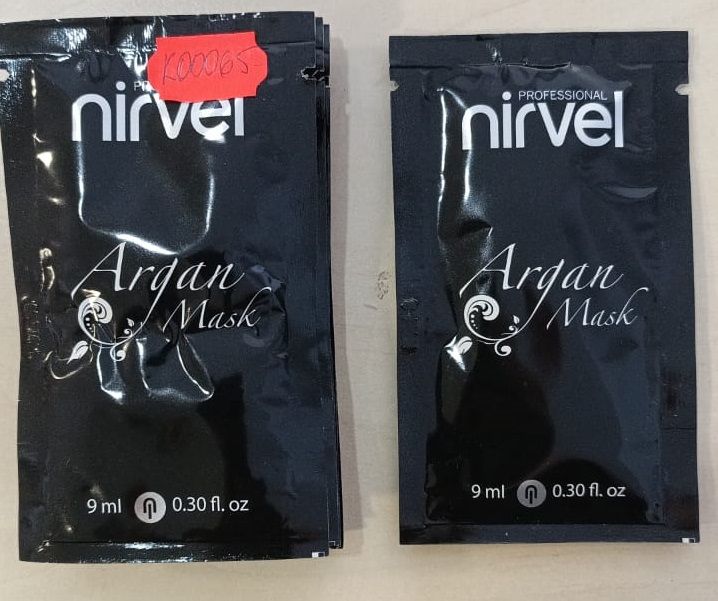 K00065
nirvel
Argan
Mask
9 ml 0.30 fl. oz
PROFESSIONAL
nirvel
Argan
Mask
9 ml 0.30 fl. oz